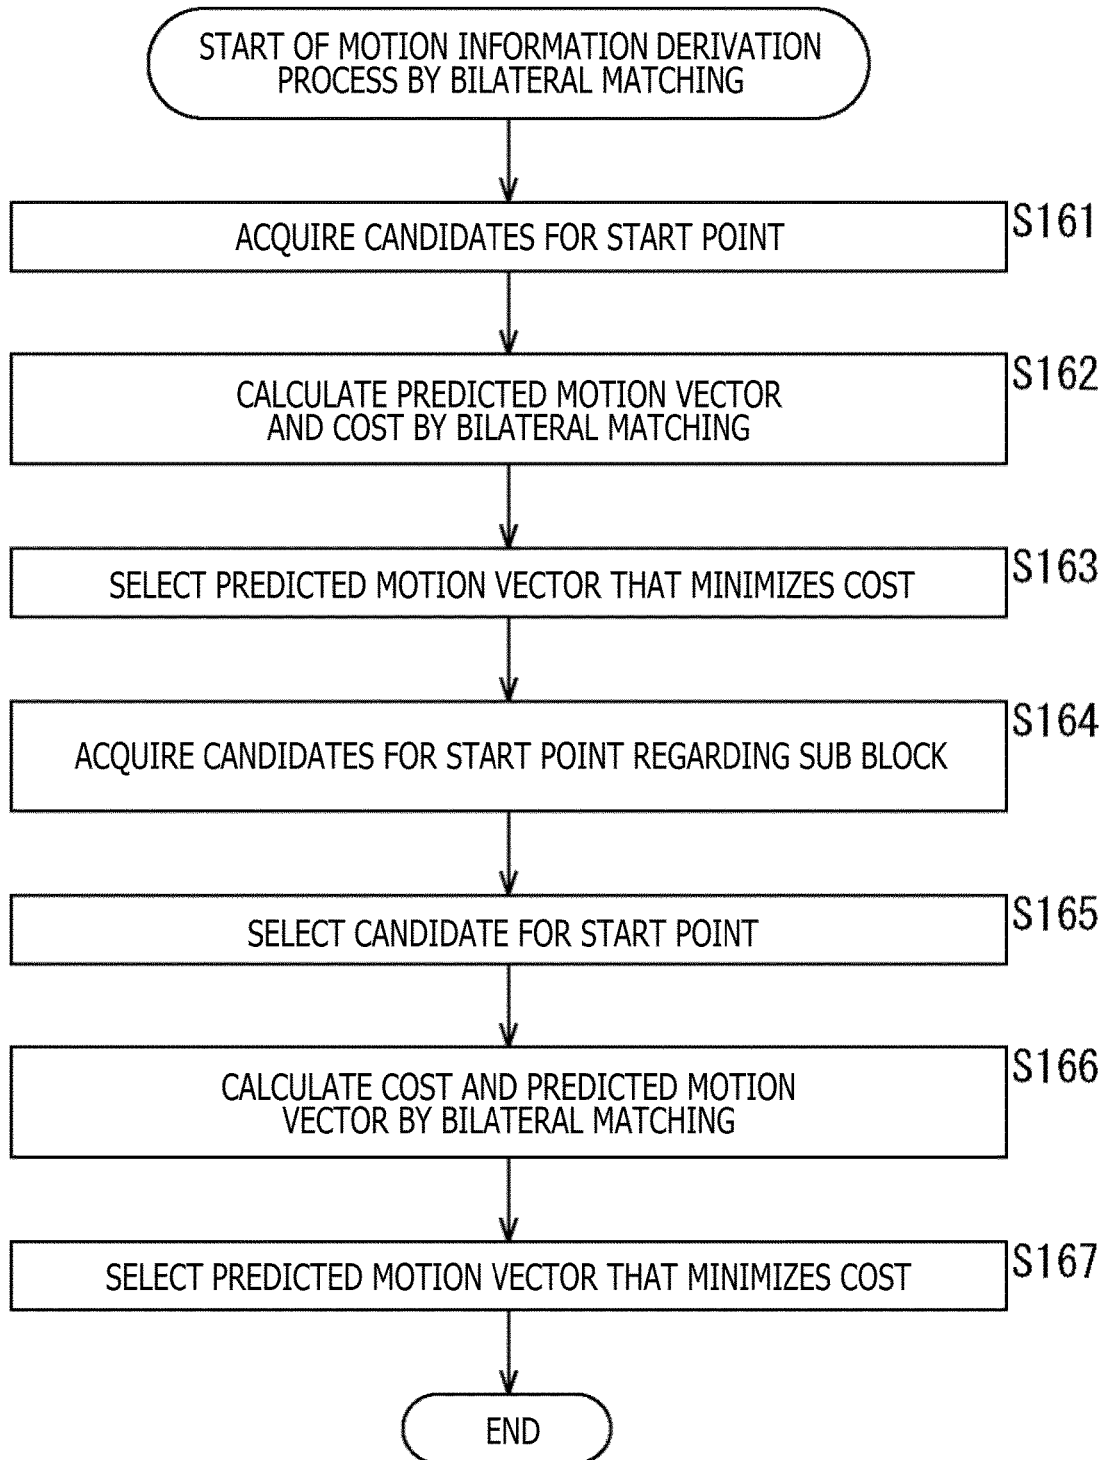 START OF MOTION INFORMATION DERIVATION
PROCESS BY BILATERAL MATCHING
S161
ACQUIRE CANDIDATES FOR START POINT
S162
CALCULATE PREDICTED MOTION VECTOR
AND COST BY BILATERAL MATCHING
S163
SELECT PREDICTED MOTION VECTOR THAT MINIMIZES COST
S164
ACQUIRE CANDIDATES FOR START POINT REGARDING SUB BLOCK
S165
SELECT CANDIDATE FOR START POINT
S166
CALCULATE COST AND PREDICTED MOTION
VECTOR BY BILATERAL MATCHING
S167
SELECT PREDICTED MOTION VECTOR THAT MINIMIZES COST
END